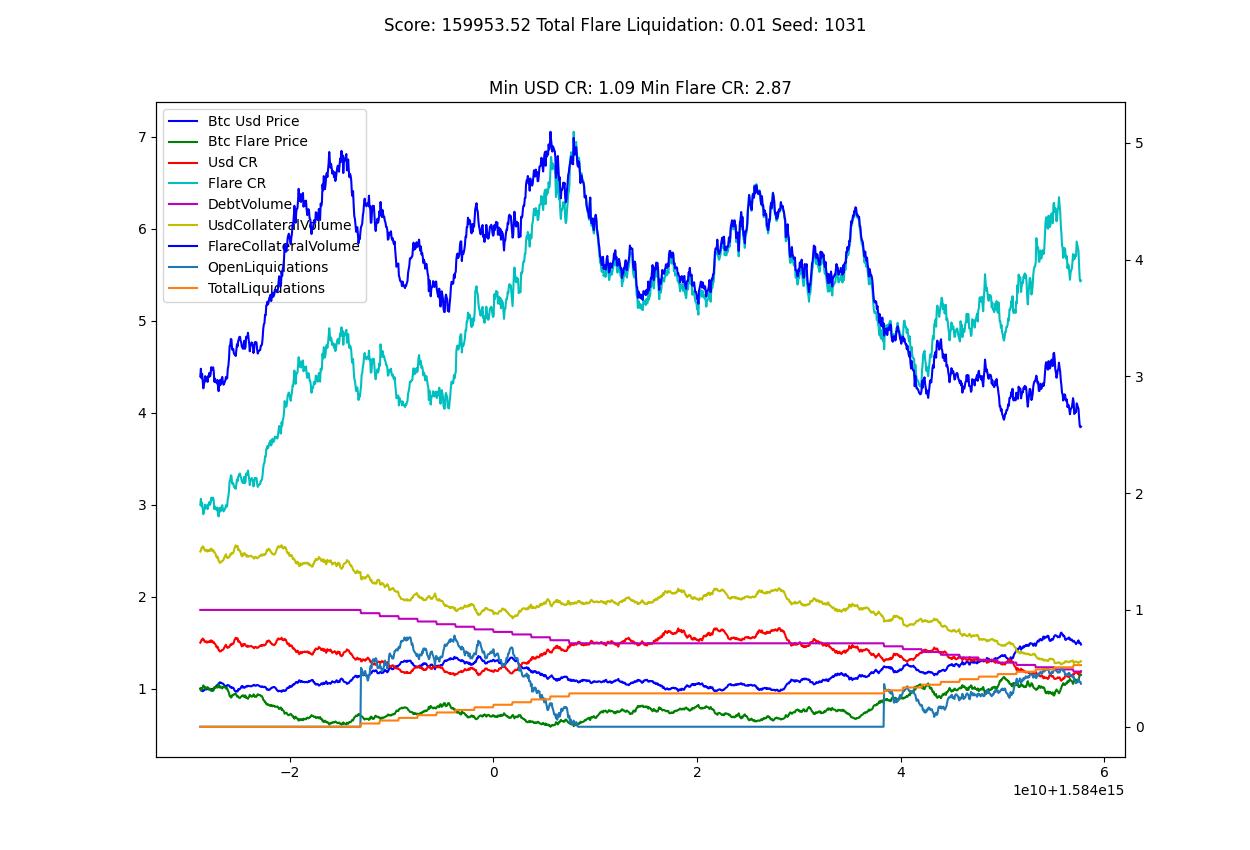 Score: 159953.52 Total Flare Liquidation: 0.01 Seed: 1031
Min USD CR: 1.09 Min Flare CR: 2.87
Btc Usd Price
Btc Flare Price
Usd CR
Flare CR
DebtVolume
UsdCollateralVolume
FlareCollateralVolume
OpenLiquidations
TotalLiquidations
7
6
5
4
3
2
1
5
4
3
2
1
0
−2
0
2
4
6
1e10+1.584e15